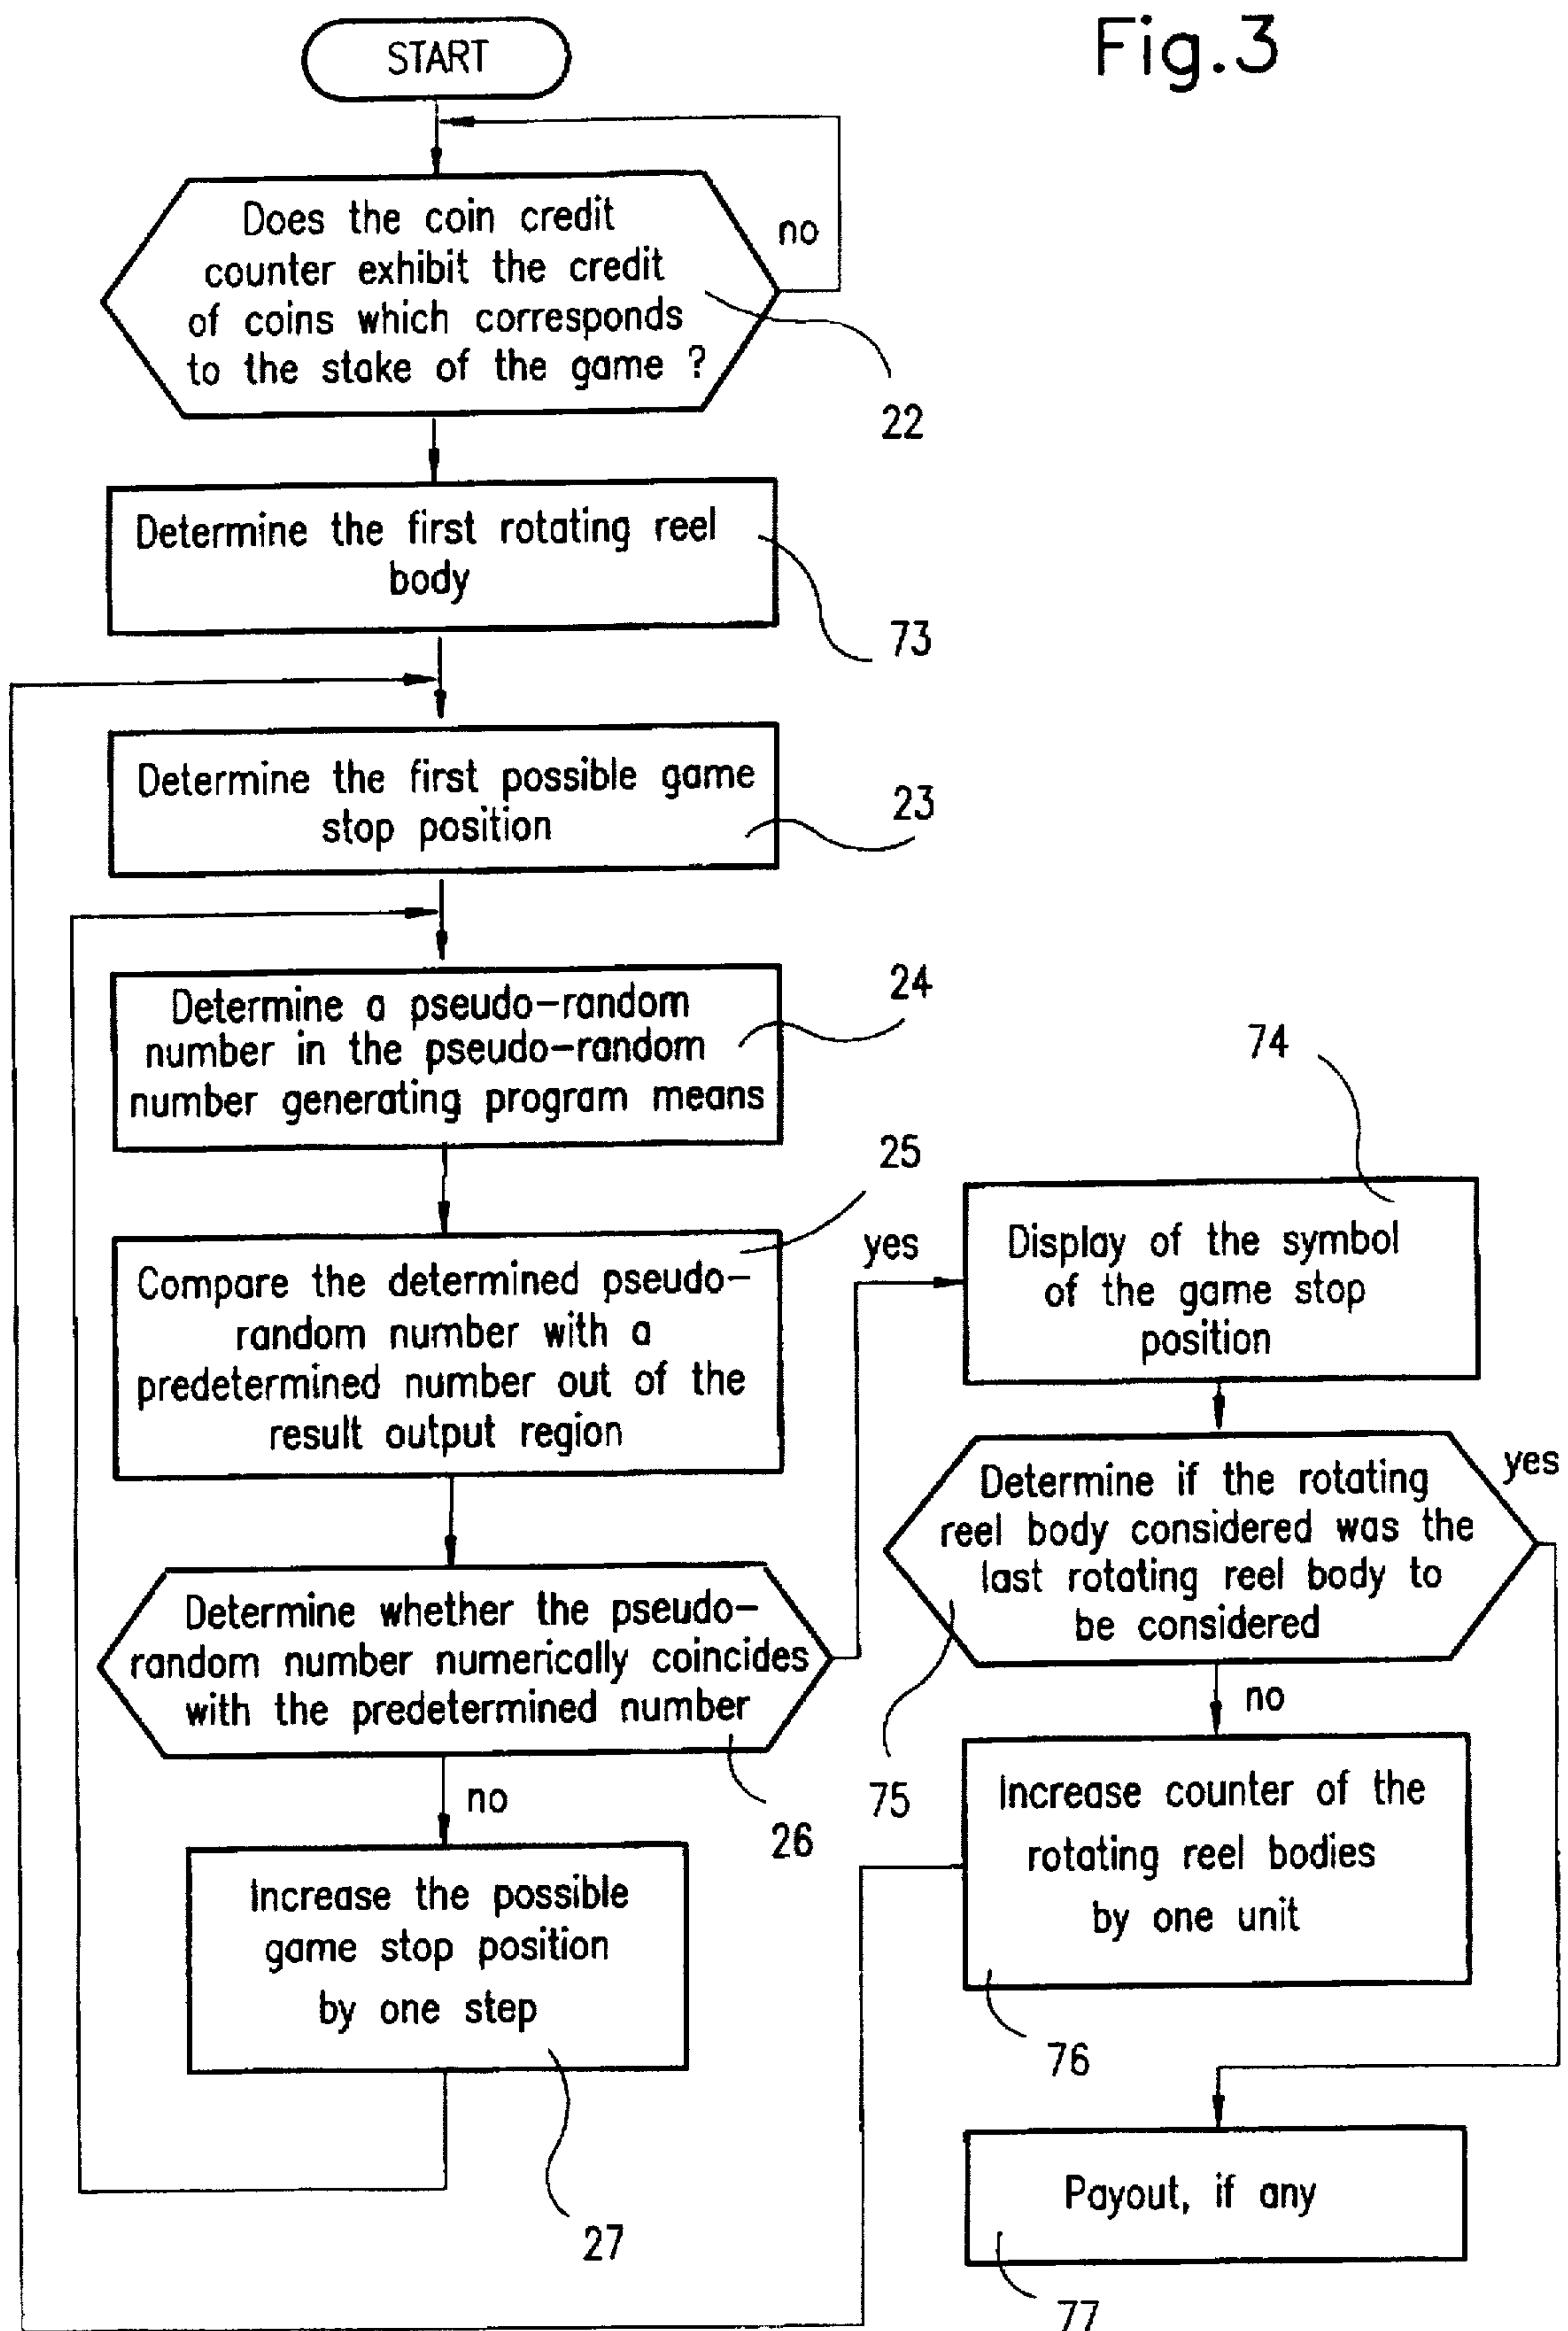 Fig.3
START
Does the coin credit
counter exhibit the credit
of coins which corresponds
to the stake of the game ?
no
22
Determine the first rotating reel
body
73
Determine the first possible game
stop position
23
Determine a pseudo-random
number in the pseudo-random
number generating program means
24
Compare the determined pseudo-
random number with a
predetermined number out of the
result output region
25
Determine whether the pseudo-
random number numerically coincides
with the predetermined number
yes
no
26
Increase the possible
game stop position
by one step
27
Display of the symbol
of the game stop
position
74
Determine if the rotating
reel body considered was the
last rotating reel body to
be considered
yes
no
75
Increase counter of the
rotating reel bodies
by one unit
76
Payout, if any
77